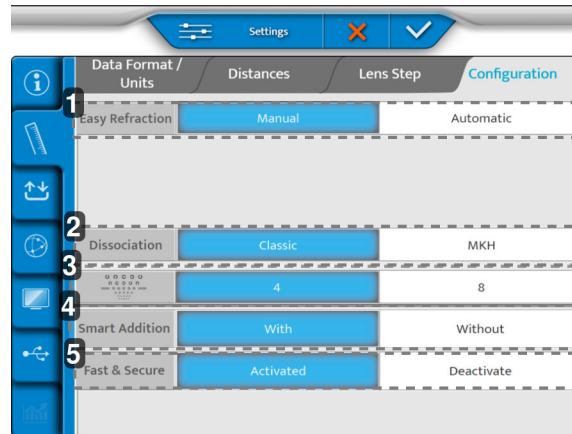 Settings
Data Format /
Units
Distances
Lens Step
Configuration
1
Easy Refraction
Manual
Automatic
2
Dissociation
Classic
MKH
3
4
8
4
Smart Addition
With
Without
5
Fast & Secure
Activated
Deactivate